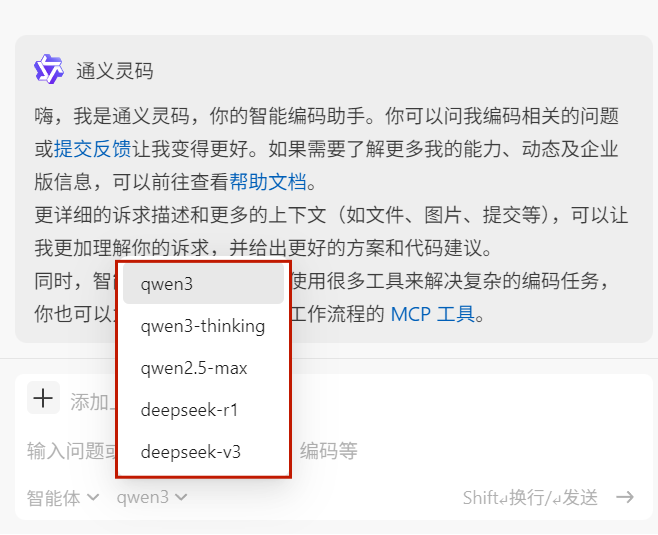 通义灵码
嗨，我是通义灵码，你的智能编码助手。你可以问我编码相关的问题
或提交反馈让我变得更好。如果需要了解更多我的能力、动态及企业
版信息，可以前往查看帮助文档。
更详细的诉求描述和更多的上下文（如文件、图片、提交等），可以让
我更加理解你的诉求，并给出更好的方案和代码建议。
同时，智 使用很多工具来解决复杂的编码任务，
你也可以 工作流程的 MCP 工具。
qwen3
qwen3-thinking
qwen2.5-max
deepseek-r1
deepseek-v3
添加
输入问题或 编码等
智能体 qwen3 Shift↵换行/↵发送